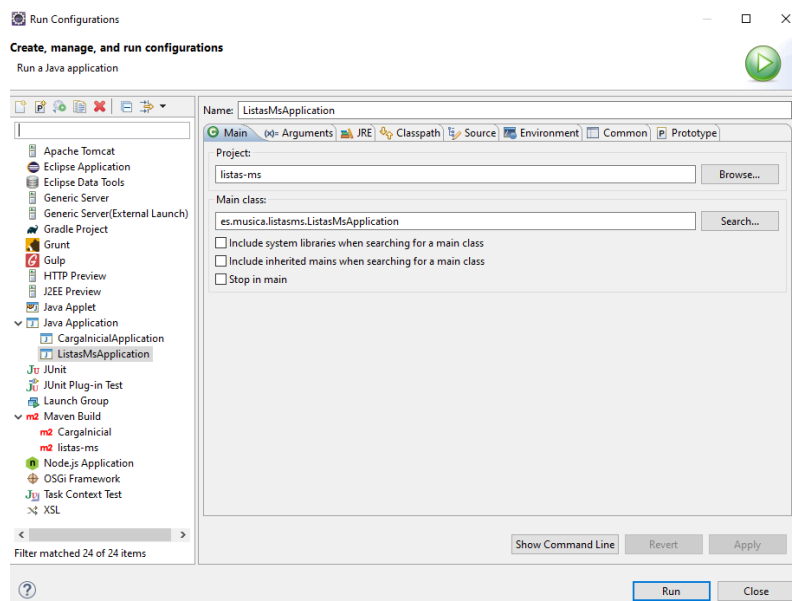 Run Configurations
Create, manage, and run configurations
Run a Java application
Name: ListasMsApplication
Main (x)= Arguments JRE Classpath Source Environment Common Prototype
Project:
listas-ms Browse...
Main class:
es.musica.listasms.ListasMsApplication Search...
Include system libraries when searching for a main class
Include inherited mains when searching for a main class
Stop in main
Apache Tomcat
Eclipse Application
Eclipse Data Tools
Generic Server
Generic Server(External Launch)
Gradle Project
Grunt
Gulp
HTTP Preview
J2EE Preview
Java Applet
Java Application
CargaInicialApplication
ListasMsApplication
JUnit
JUnit Plug-in Test
Launch Group
m2 Maven Build
m2 CargaInicial
m2 listas-ms
Node.js Application
OSGi Framework
Task Context Test
XSL
Filter matched 24 of 24 items
Show Command Line Revert Apply
Run Close